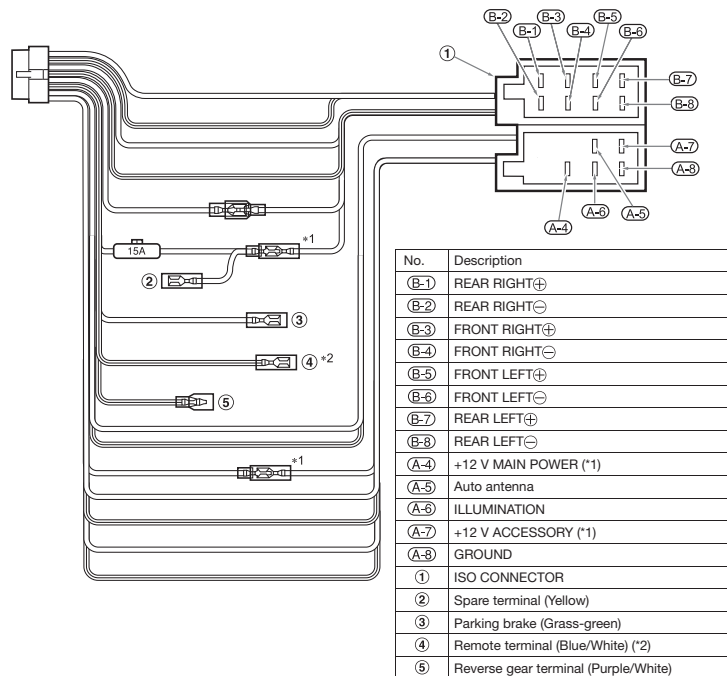 B-2 B-3 B-5
B-1 B-4 B-6
①
B-7
B-8
A-7
A-8
A-4 A-6 A-5
15A
*1
②
③
④ *2
⑤
*1
No. Description
B-1 REAR RIGHT⊕
B-2 REAR RIGHT⊖
B-3 FRONT RIGHT⊕
B-4 FRONT RIGHT⊖
B-5 FRONT LEFT⊕
B-6 FRONT LEFT⊖
B-7 REAR LEFT⊕
B-8 REAR LEFT⊖
A-4 +12 V MAIN POWER (*1)
A-5 Auto antenna
A-6 ILLUMINATION
A-7 +12 V ACCESSORY (*1)
A-8 GROUND
① ISO CONNECTOR
② Spare terminal (Yellow)
③ Parking brake (Grass-green)
④ Remote terminal (Blue/White) (*2)
⑤ Reverse gear terminal (Purple/White)